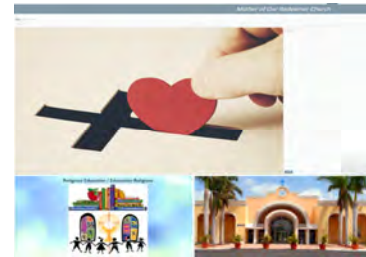 Mother of Our Redeemer Church
Religious Education / Educación Religiosa